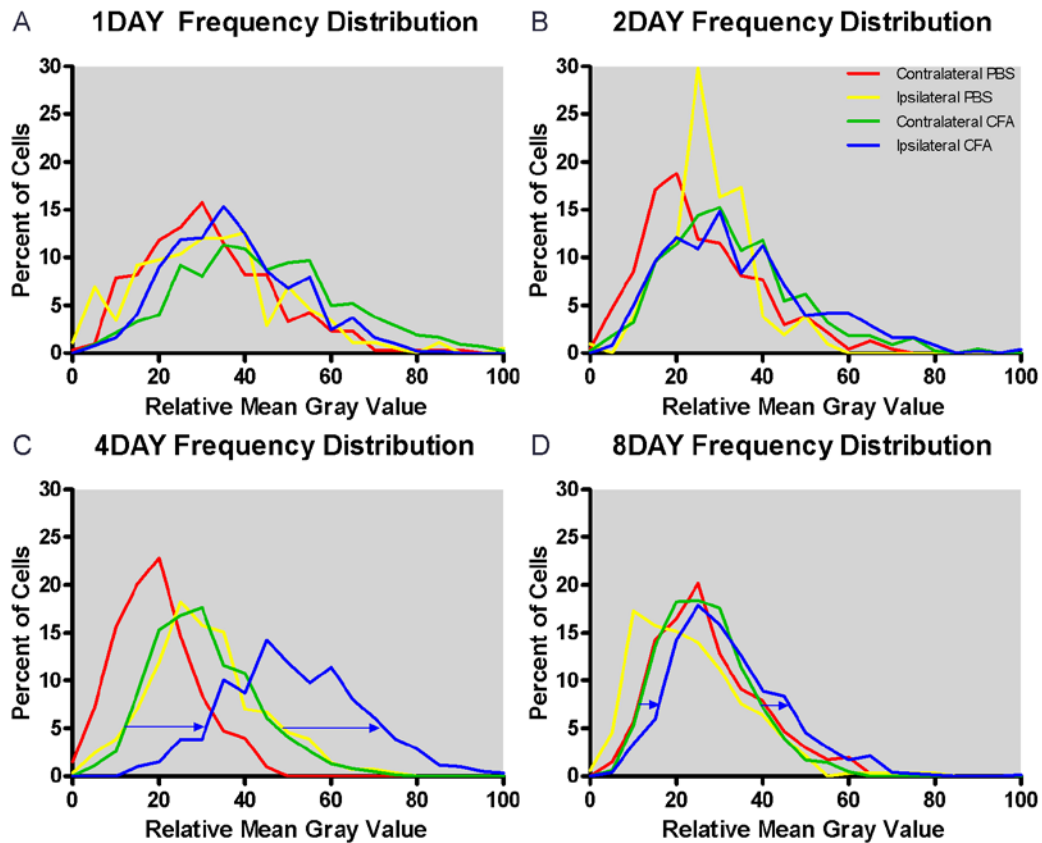 A 1DAY Frequency Distribution
30
25
20
15
10
5
0
Percent of Cells
0 20 40 60 80 100
Relative Mean Gray Value
B 2DAY Frequency Distribution
30
25
20
15
10
5
0
Percent of Cells
Contralateral PBS
Ipsilateral PBS
Contralateral CFA
Ipsilateral CFA
0 20 40 60 80 100
Relative Mean Gray Value
C 4DAY Frequency Distribution
30
25
20
15
10
5
0
Percent of Cells
0 20 40 60 80 100
Relative Mean Gray Value
D 8DAY Frequency Distribution
30
25
20
15
10
5
0
Percent of Cells
0 20 40 60 80 100
Relative Mean Gray Value